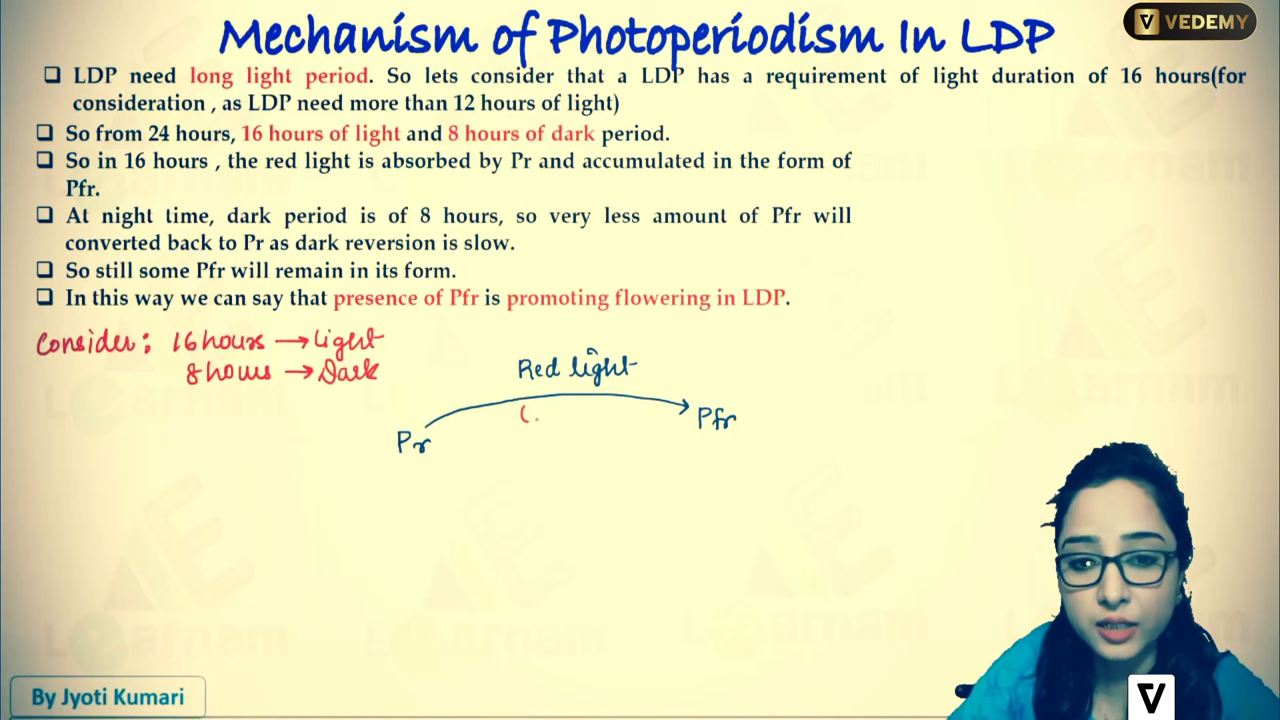 Mechanism of Photoperiodism In LDP
VEDEMY
❑ LDP need long light period. So lets consider that a LDP has a requirement of light duration of 16 hours(for
consideration , as LDP need more than 12 hours of light)
❑ So from 24 hours, 16 hours of light and 8 hours of dark period.
❑ So in 16 hours , the red light is absorbed by Pr and accumulated in the form of
Pfr.
❑ At night time, dark period is of 8 hours, so very less amount of Pfr will
converted back to Pr as dark reversion is slow.
❑ So still some Pfr will remain in its form.
❑ In this way we can say that presence of Pfr is promoting flowering in LDP.
Consider: 16 hours → Light
8 hours → Dark
Red light
(
Pfr
Pr
By Jyoti Kumari